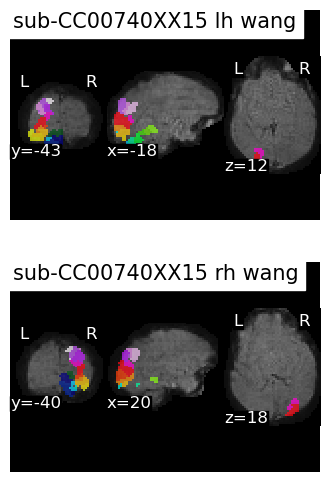 sub-CC00740XX15 lh wang
L R L R
y=-43 x=-18 z=12
sub-CC00740XX15 rh wang
L R L R
y=-40 x=20 z=18